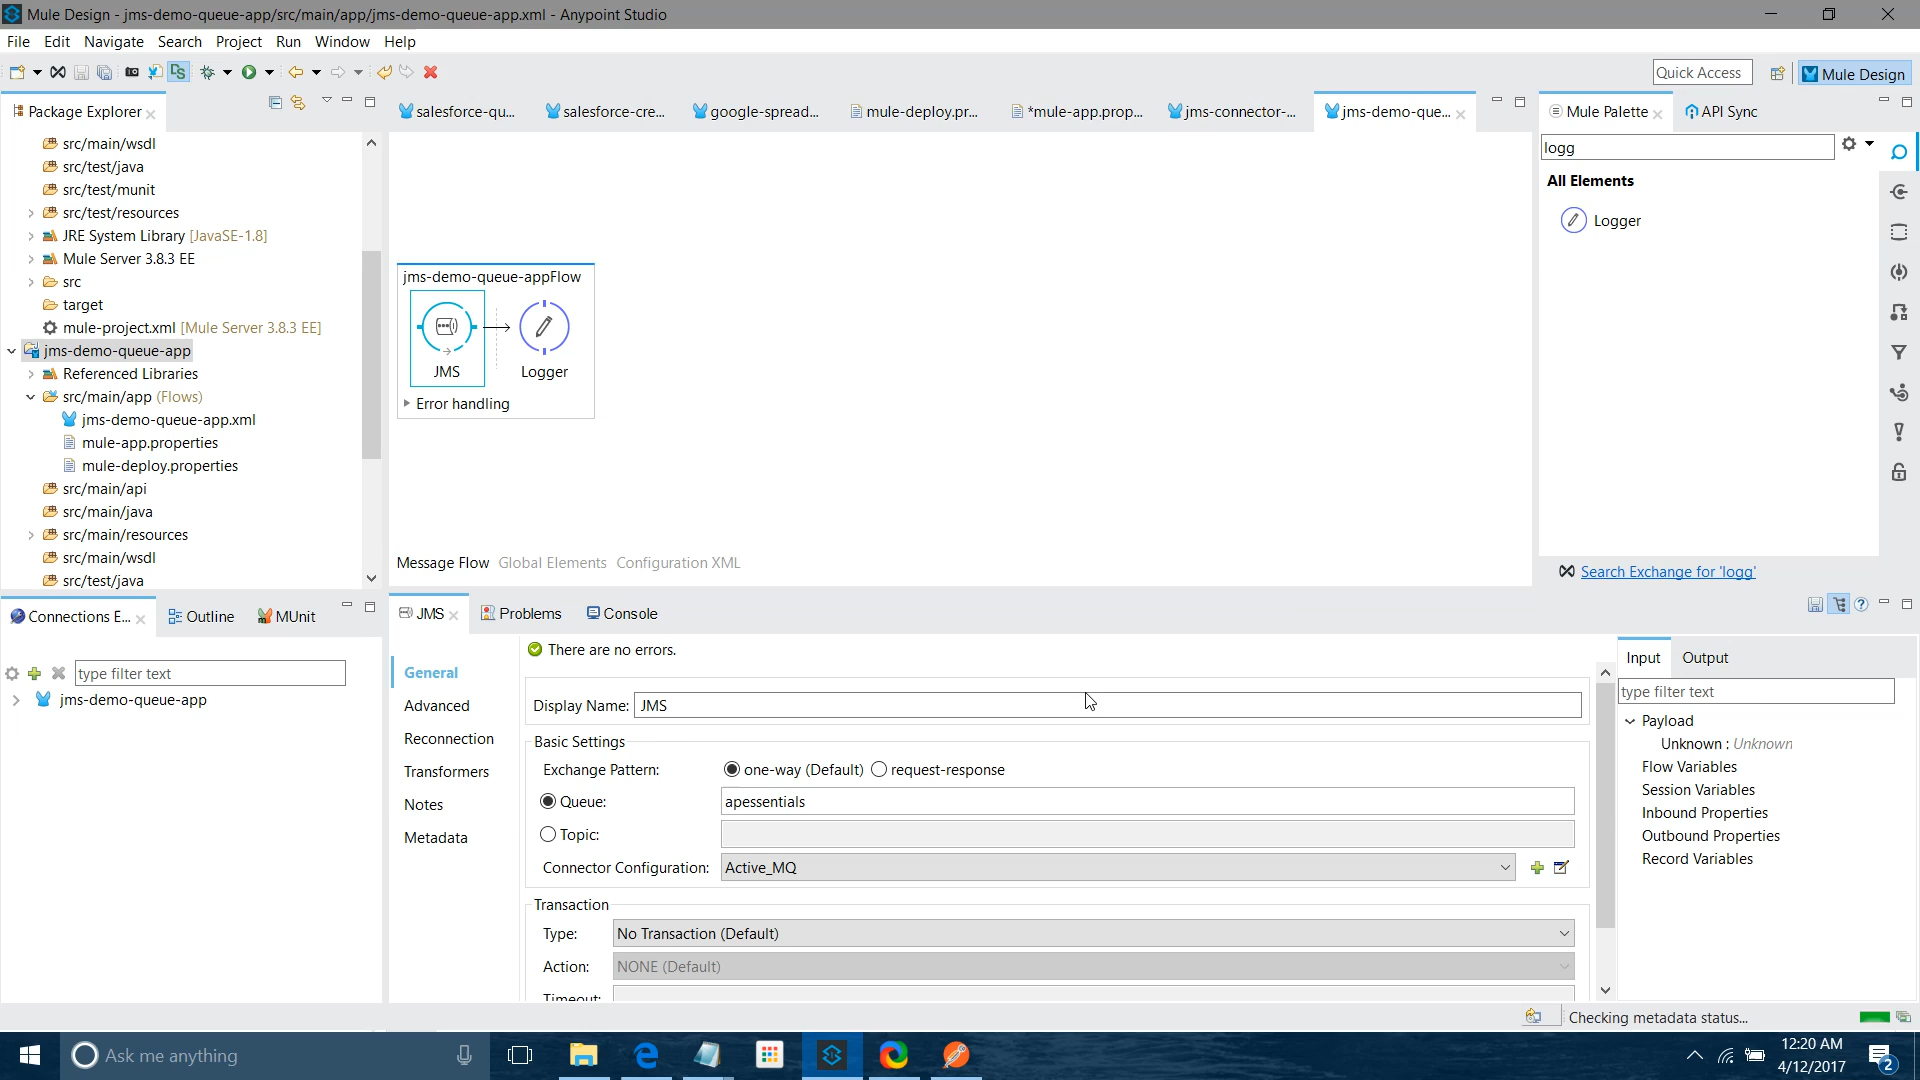 Mule Design - jms-demo-queue-app/src/main/app/jms-demo-queue-app.xml - Anypoint Studio
File Edit Navigate Search Project Run Window Help
Quick Access
Mule Design
Package Explorer
salesforce-qu...
salesforce-cre...
google-spread...
mule-deploy.pr...
*mule-app.prop...
jms-connector-...
jms-demo-que...
Mule Palette
API Sync
src/main/wsdl
src/test/java
src/test/munit
src/test/resources
JRE System Library [JavaSE-1.8]
Mule Server 3.8.3 EE
src
target
mule-project.xml [Mule Server 3.8.3 EE]
jms-demo-queue-app
Referenced Libraries
src/main/app (Flows)
jms-demo-queue-app.xml
mule-app.properties
mule-deploy.properties
src/main/api
src/main/java
src/main/resources
src/main/wsdl
src/test/java
jms-demo-queue-appFlow
JMS
Logger
Error handling
Message Flow Global Elements Configuration XML
logg
All Elements
Logger
Search Exchange for 'logg'
Connections E...
Outline
MUnit
type filter text
jms-demo-queue-app
JMS
Problems
Console
There are no errors.
General
Advanced
Reconnection
Transformers
Notes
Metadata
Display Name: JMS
Basic Settings
Exchange Pattern: one-way (Default) request-response
Queue: apessentials
Topic:
Connector Configuration: Active_MQ
Transaction
Type: No Transaction (Default)
Action: NONE (Default)
Timeout:
Input Output
type filter text
Payload
Unknown : Unknown
Flow Variables
Session Variables
Inbound Properties
Outbound Properties
Record Variables
Checking metadata status...
Ask me anything
12:20 AM
4/12/2017
2